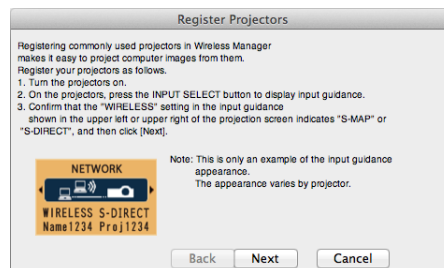 Register Projectors
Registering commonly used projectors in Wireless Manager
makes it easy to project computer
images from them.
Register your projectors as follows.
1. Turn the projectors on.
2. On the projectors, press the INPUT SELECT button to display input guidance.
3. Confirm that the "WIRELESS" setting in the input guidance
shown in the upper left or upper right of the projection screen indicates "S-MAP" or
"S-DIRECT", and then click [Next].
NETWORK
WIRELESS S-DIRECT
Name1234 Proj1234
Note: This is only an example of the input guidance
appearance.
The appearance varies by projector.
Back Next Cancel